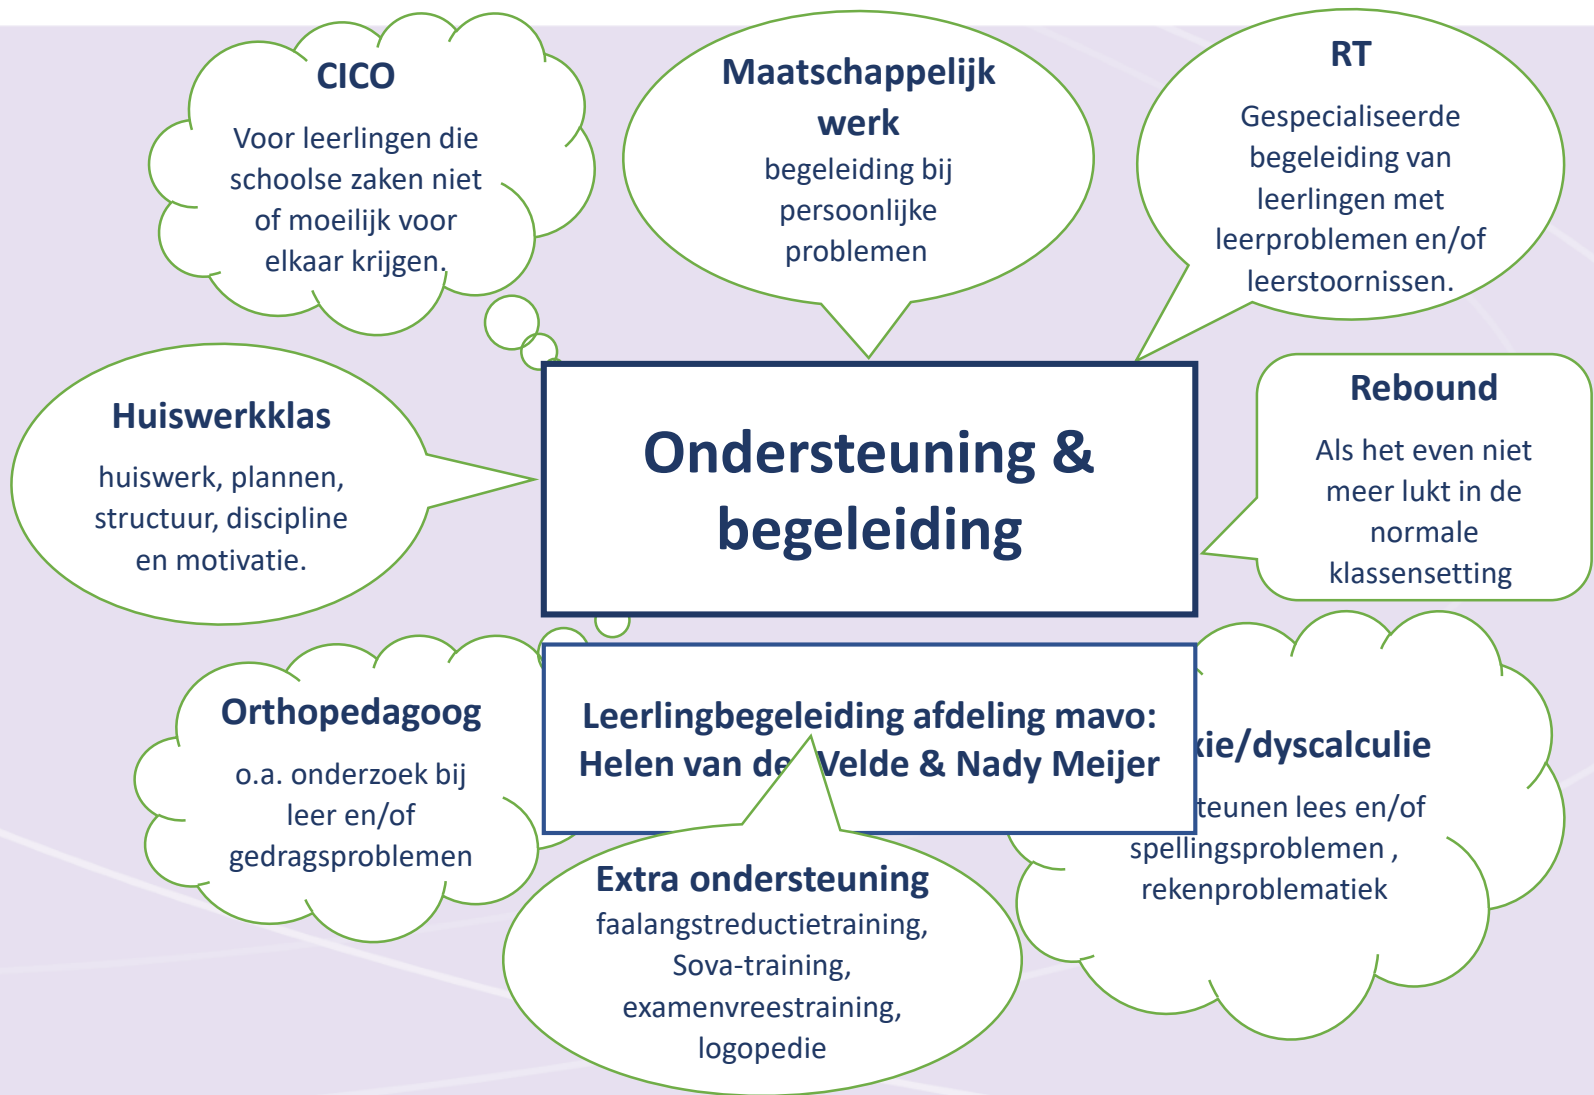 CICO
Voor leerlingen die
schoolse zaken niet
of moeilijk voor
elkaar krijgen.
Maatschappelijk
werk
begeleiding bij
persoonlijke
problemen
RT
Gespecialiseerde
begeleiding van
leerlingen met
leerproblemen en/of
leerstoornissen.
Huiswerkklas
huiswerk, plannen,
structuur, discipline
en motivatie.
Ondersteuning &
begeleiding
Rebound
Als het even niet
meer lukt in de
normale
klassensetting
Orthopedagoog
o.a. onderzoek bij
leer en/of
gedragsproblemen
Leerlingbegeleiding afdeling mavo:
Helen van de Velde & Nady Meijer
xie/dyscalculie
teunen lees en/of
spellingsproblemen ,
rekenproblematiek
Extra ondersteuning
faalangstreductietraining,
Sova-training,
examenvreestraining,
logopedie